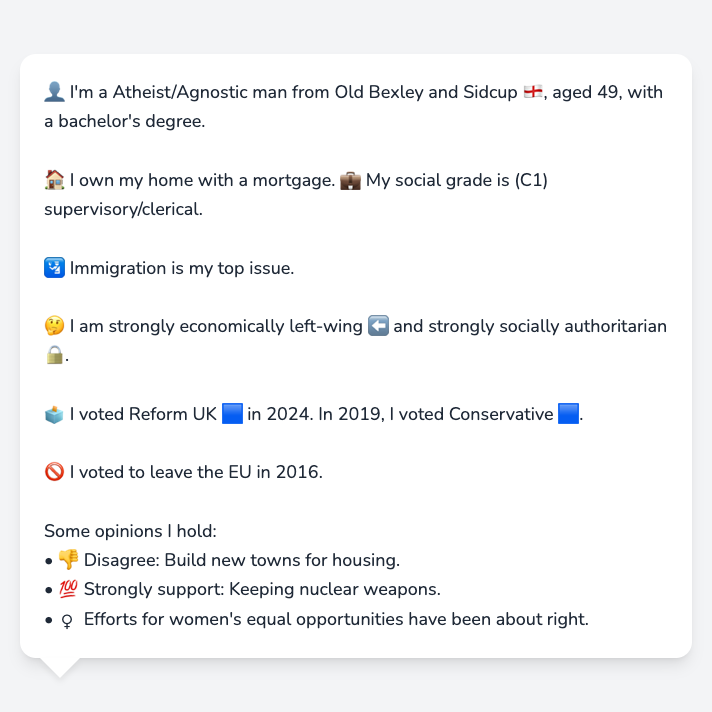 👤 I'm a Atheist/Agnostic man from Old Bexley and Sidcup 🏴󠁧󠁢󠁥󠁮󠁧󠁿, aged 49, with
a bachelor's degree.
🏠 I own my home with a mortgage. 💼 My social grade is (C1)
supervisory/clerical.
🛂 Immigration is my top issue.
🤔 I am strongly economically left-wing ⬅️ and strongly socially authoritarian
🔒.
🗳️ I voted Reform UK 🟦 in 2024. In 2019, I voted Conservative 🟦.
🚫 I voted to leave the EU in 2016.
Some opinions I hold:
• 👎 Disagree: Build new towns for housing.
• 💯 Strongly support: Keeping nuclear weapons.
• ♀ Efforts for women's equal opportunities have been about right.